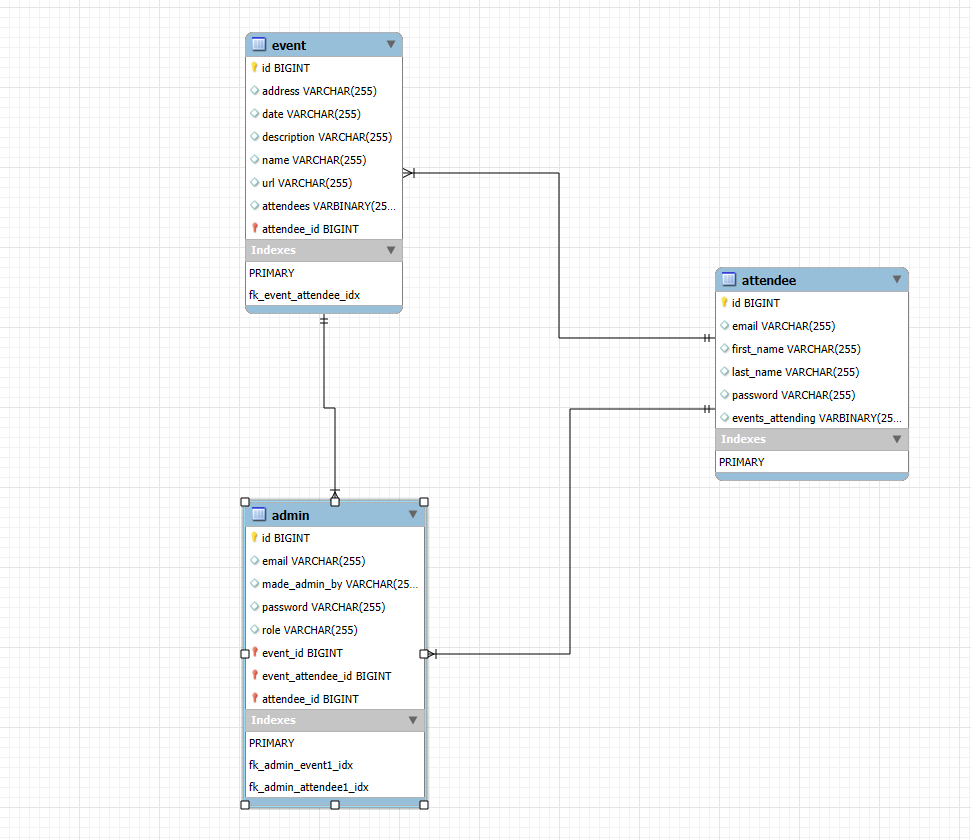 event
id BIGINT
address VARCHAR(255)
date VARCHAR(255)
description VARCHAR(255)
name VARCHAR(255)
url VARCHAR(255)
attendees VARBINARY(25...
attendee_id BIGINT
Indexes
PRIMARY
fk_event_attendee_idx
attendee
id BIGINT
email VARCHAR(255)
first_name VARCHAR(255)
last_name VARCHAR(255)
password VARCHAR(255)
events_attending VARBINARY(25...
Indexes
PRIMARY
admin
id BIGINT
email VARCHAR(255)
made_admin_by VARCHAR(25...
password VARCHAR(255)
role VARCHAR(255)
event_id BIGINT
event_attendee_id BIGINT
attendee_id BIGINT
Indexes
PRIMARY
fk_admin_event1_idx
fk_admin_attendee1_idx